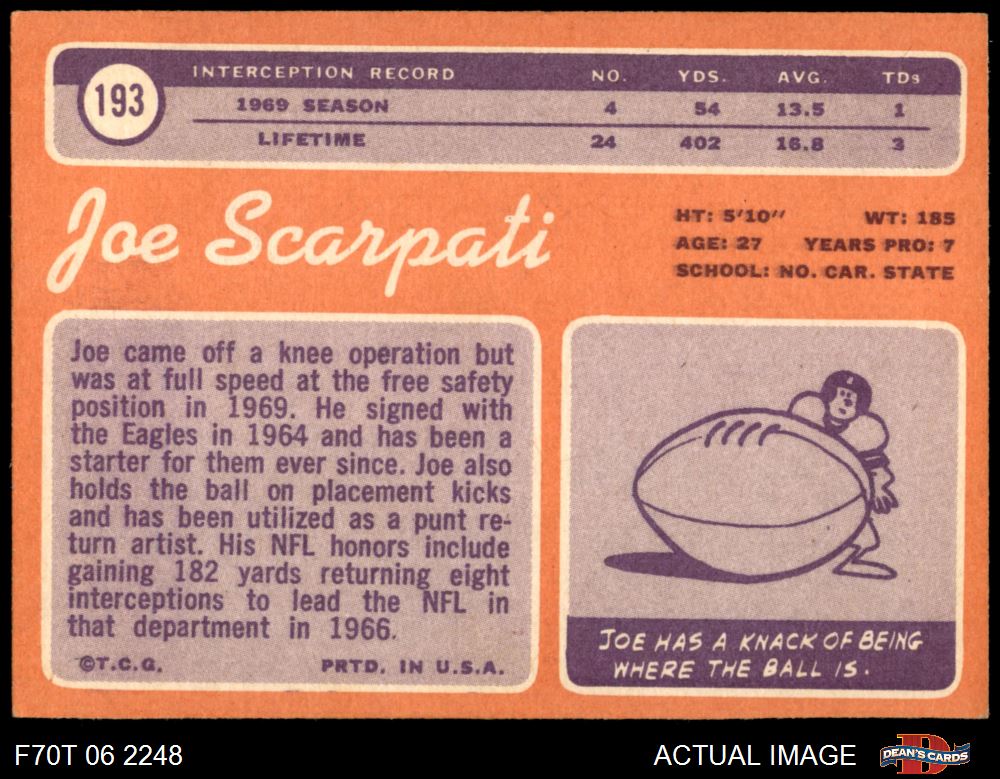 193
INTERCEPTION RECORD NO. YDS. AVG. TDs
1969 SEASON 4 54 13.5 1
LIFETIME 24 402 16.8 3
Joe Scarpati
HT: 5'10" WT: 185
AGE: 27 YEARS PRO: 7
SCHOOL: NO. CAR. STATE
Joe came off a knee operation but
was at full speed at the free safety
position in 1969. He signed with
the Eagles in 1964 and has been a
starter for them ever since. Joe also
holds the ball on placement kicks
and has been utilized as a punt re-
turn artist. His NFL honors include
gaining 182 yards returning eight
interceptions to lead the NFL in
that department in 1966.
©T.C.G. PRTD. IN U.S.A.
JOE HAS A KNACK OF BEING
WHERE THE BALL IS.
F70T 06 2248 ACTUAL IMAGE
DEAN'S CARDS